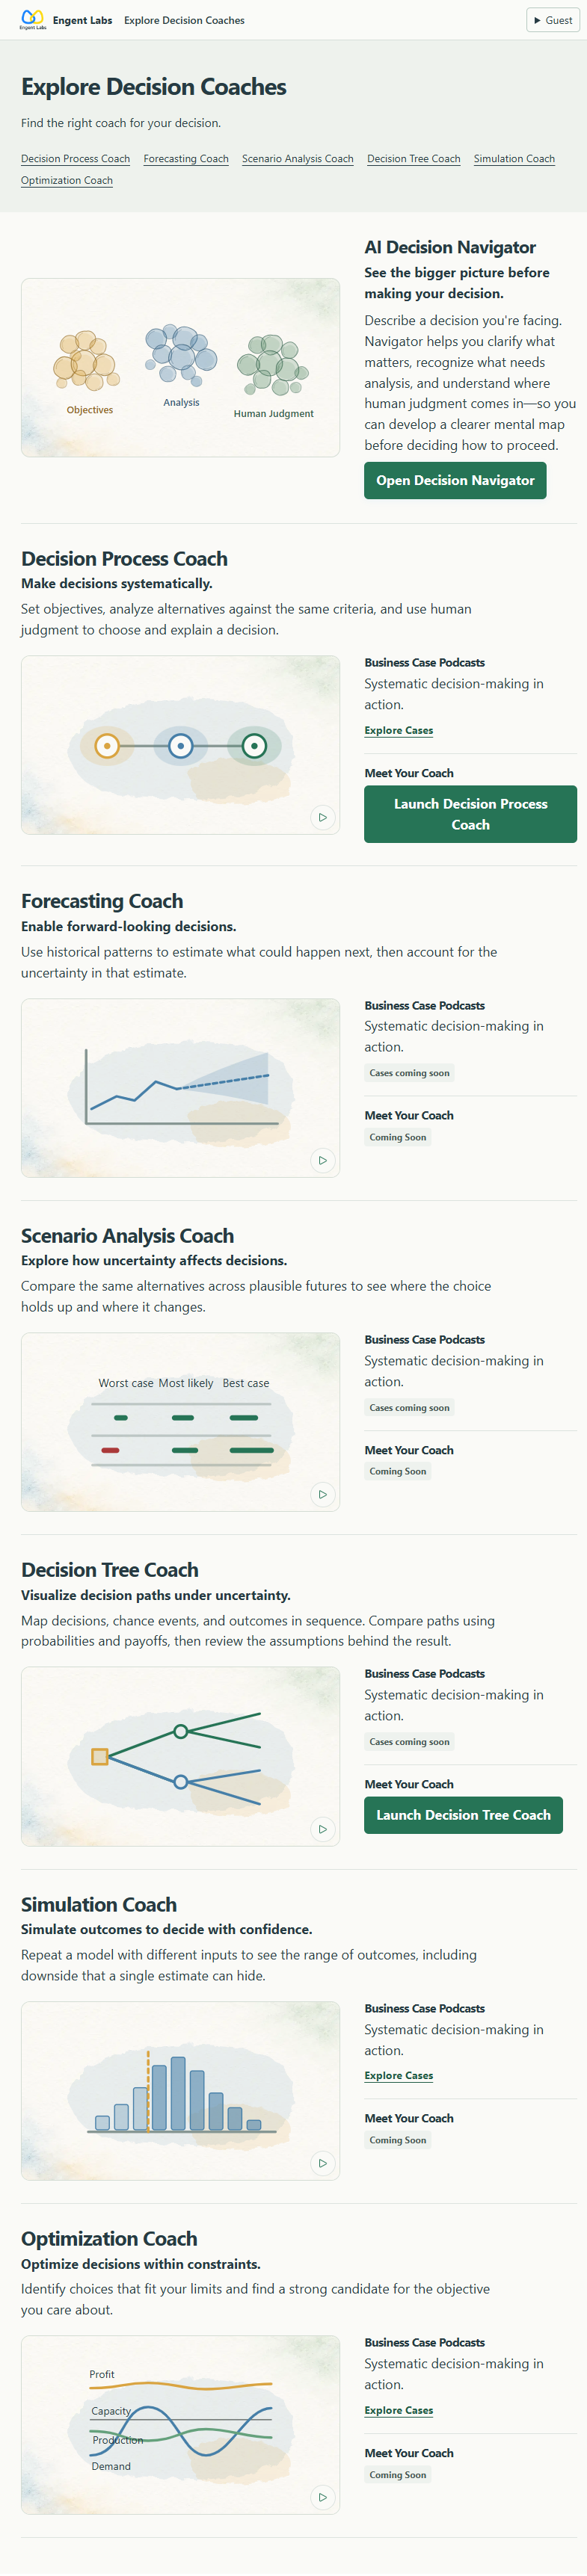 Engent Labs
Engent Labs
Explore Decision Coaches
Guest
Explore Decision Coaches
Find the right coach for your decision.
Decision Process Coach
Forecasting Coach
Scenario Analysis Coach
Decision Tree Coach
Simulation Coach
Optimization Coach
Objectives
Analysis
Human Judgment
AI Decision Navigator
See the bigger picture before
making your decision.
Describe a decision you're facing.
Navigator helps you clarify what
matters, recognize what needs
analysis, and understand where
human judgment comes in—so you
can develop a clearer mental map
before deciding how to proceed.
Open Decision Navigator
Decision Process Coach
Make decisions systematically.
Set objectives, analyze alternatives against the same criteria, and use human
judgment to choose and explain a decision.
Business Case Podcasts
Systematic decision-making in
action.
Explore Cases
Meet Your Coach
Launch Decision Process
Coach
Forecasting Coach
Enable forward-looking decisions.
Use historical patterns to estimate what could happen next, then account for the
uncertainty in that estimate.
Business Case Podcasts
Systematic decision-making in
action.
Cases coming soon
Meet Your Coach
Coming Soon
Scenario Analysis Coach
Explore how uncertainty affects decisions.
Compare the same alternatives across plausible futures to see where the choice
holds up and where it changes.
Worst case Most likely Best case
Business Case Podcasts
Systematic decision-making in
action.
Cases coming soon
Meet Your Coach
Coming Soon
Decision Tree Coach
Visualize decision paths under uncertainty.
Map decisions, chance events, and outcomes in sequence. Compare paths using
probabilities and payoffs, then review the assumptions behind the result.
Business Case Podcasts
Systematic decision-making in
action.
Cases coming soon
Meet Your Coach
Launch Decision Tree Coach
Simulation Coach
Simulate outcomes to decide with confidence.
Repeat a model with different inputs to see the range of outcomes, including
downside that a single estimate can hide.
Business Case Podcasts
Systematic decision-making in
action.
Explore Cases
Meet Your Coach
Coming Soon
Optimization Coach
Optimize decisions within constraints.
Identify choices that fit your limits and find a strong candidate for the objective
you care about.
Profit
Capacity
Production
Demand
Business Case Podcasts
Systematic decision-making in
action.
Explore Cases
Meet Your Coach
Coming Soon